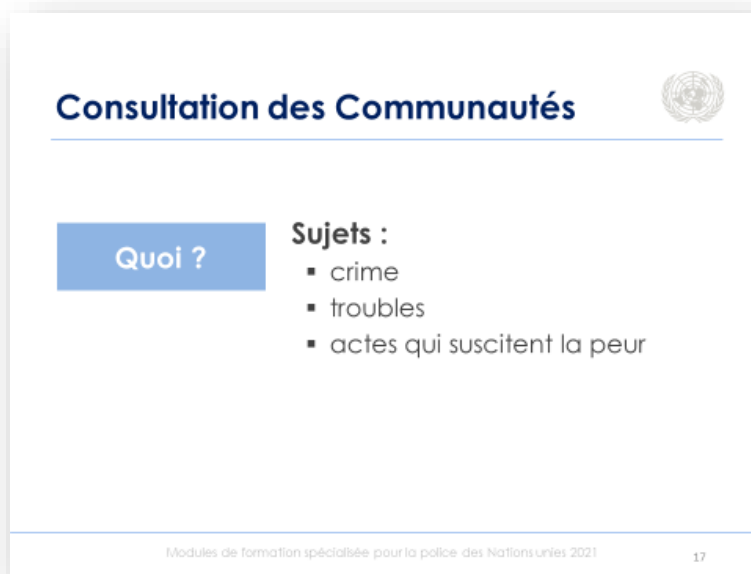 Consultation des Communautés
Quoi ?
Sujets :
▪ crime
▪ troubles
▪ actes qui suscitent la peur
Modules de formation spécialisée pour la police des Nations unies 2021
17